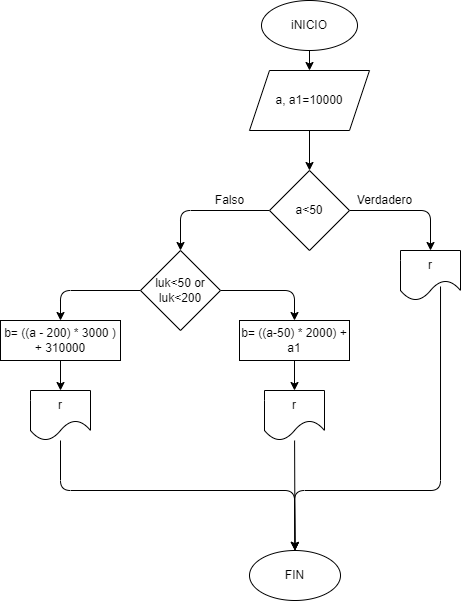 iNICIO
a, a1=10000
a<50
Falso
Verdadero
r
luk<50 or
luk<200
b= ((a - 200) * 3000 )
+ 310000
b= ((a-50) * 2000) +
a1
r
r
FIN